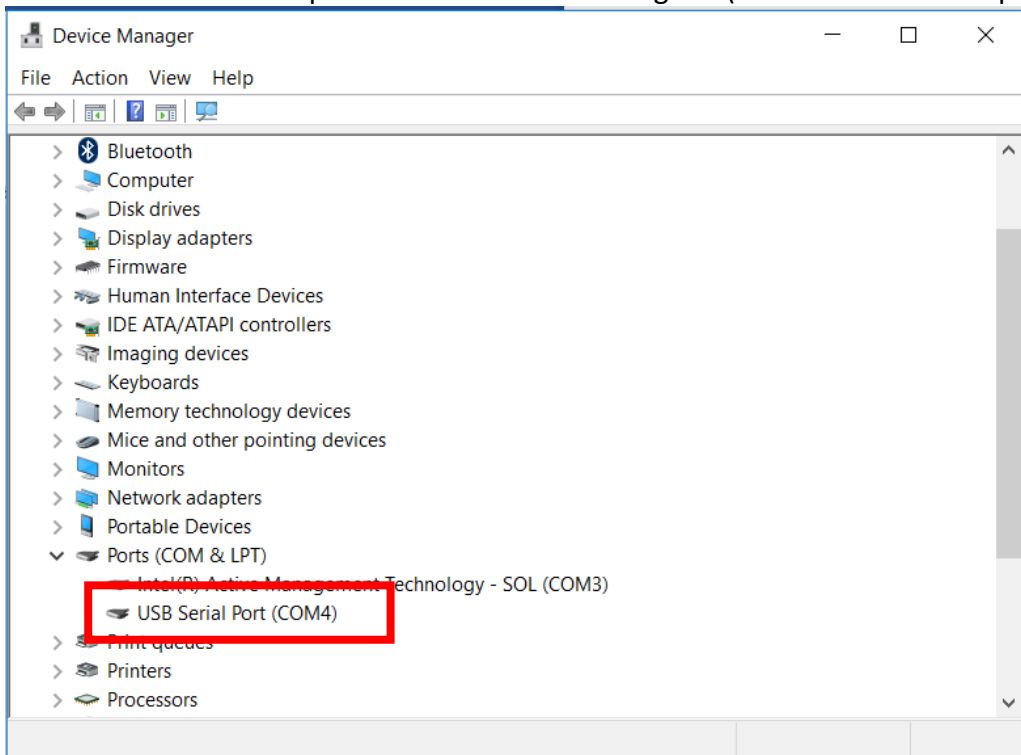 Device Manager
File Action View Help
Bluetooth
Computer
Disk drives
Display adapters
Firmware
Human Interface Devices
IDE ATA/ATAPI controllers
Imaging devices
Keyboards
Memory technology devices
Mice and other pointing devices
Monitors
Network adapters
Portable Devices
Ports (COM & LPT)
Intel(R) Active Management Technology - SOL (COM3)
USB Serial Port (COM4)
Print queues
Printers
Processors